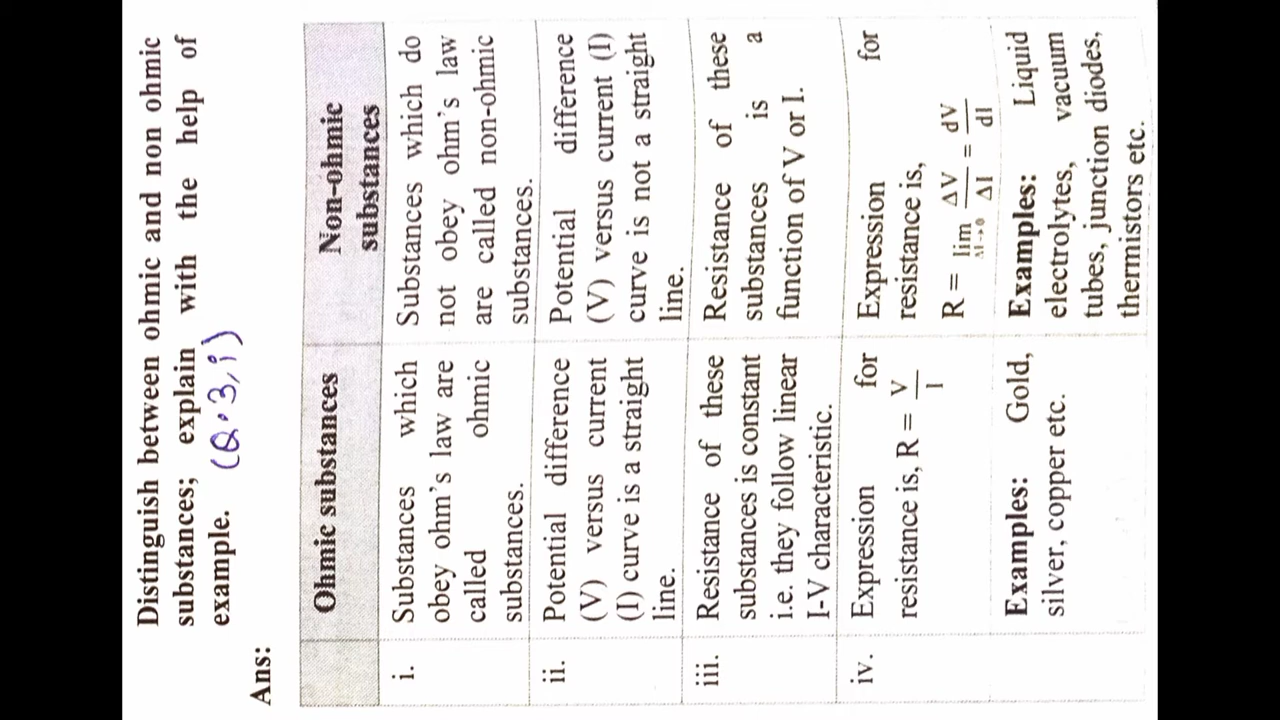 Distinguish between ohmic and non ohmic
substances; explain with the help of
example. (Q.3, i)
Ans:
Ohmic substances
Non-ohmic
substances
i.
Substances which
obey ohm's law are
called ohmic
substances.
Substances which do
not obey ohm's law
are called non-ohmic
substances.
ii.
Potential difference
(V) versus current
(I) curve is a straight
line.
Potential difference
(V) versus current (I)
curve is not a straight
line.
iii.
Resistance of these
substances is constant
i.e. they follow linear
I-V characteristic.
Resistance of these
substances is a
function of V or I.
iv.
Expression for
resistance is, R = V/I
Expression for
resistance is,
R = lim ΔI→0 ΔV/ΔI = dV/dI
Examples: Gold,
silver, copper etc.
Examples: Liquid
electrolytes, vacuum
tubes, junction diodes,
thermistors etc.